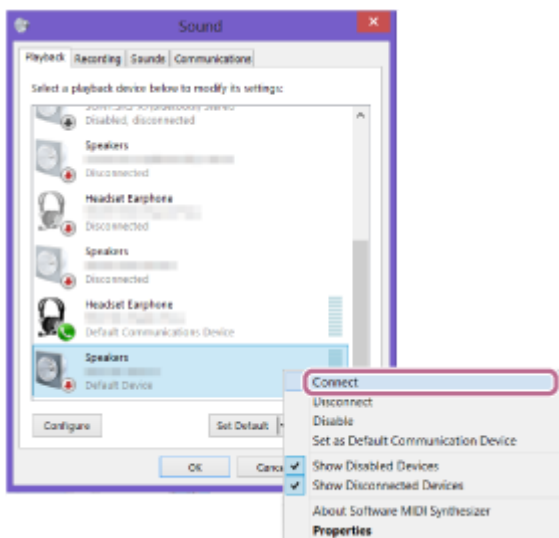 Sound
Playback Recording Sounds Communications
Select a playback device below to modify its settings:
Disabled, disconnected
Speakers
Disconnected
Headset Earphone
Disconnected
Speakers
Disconnected
Headset Earphone
Default Communications Device
Speakers
Default Device
Configure Set Default
OK
Connect
Disconnect
Disable
Set as Default Communication Device
Show Disabled Devices
Show Disconnected Devices
About Software MIDI Synthesizer
Properties